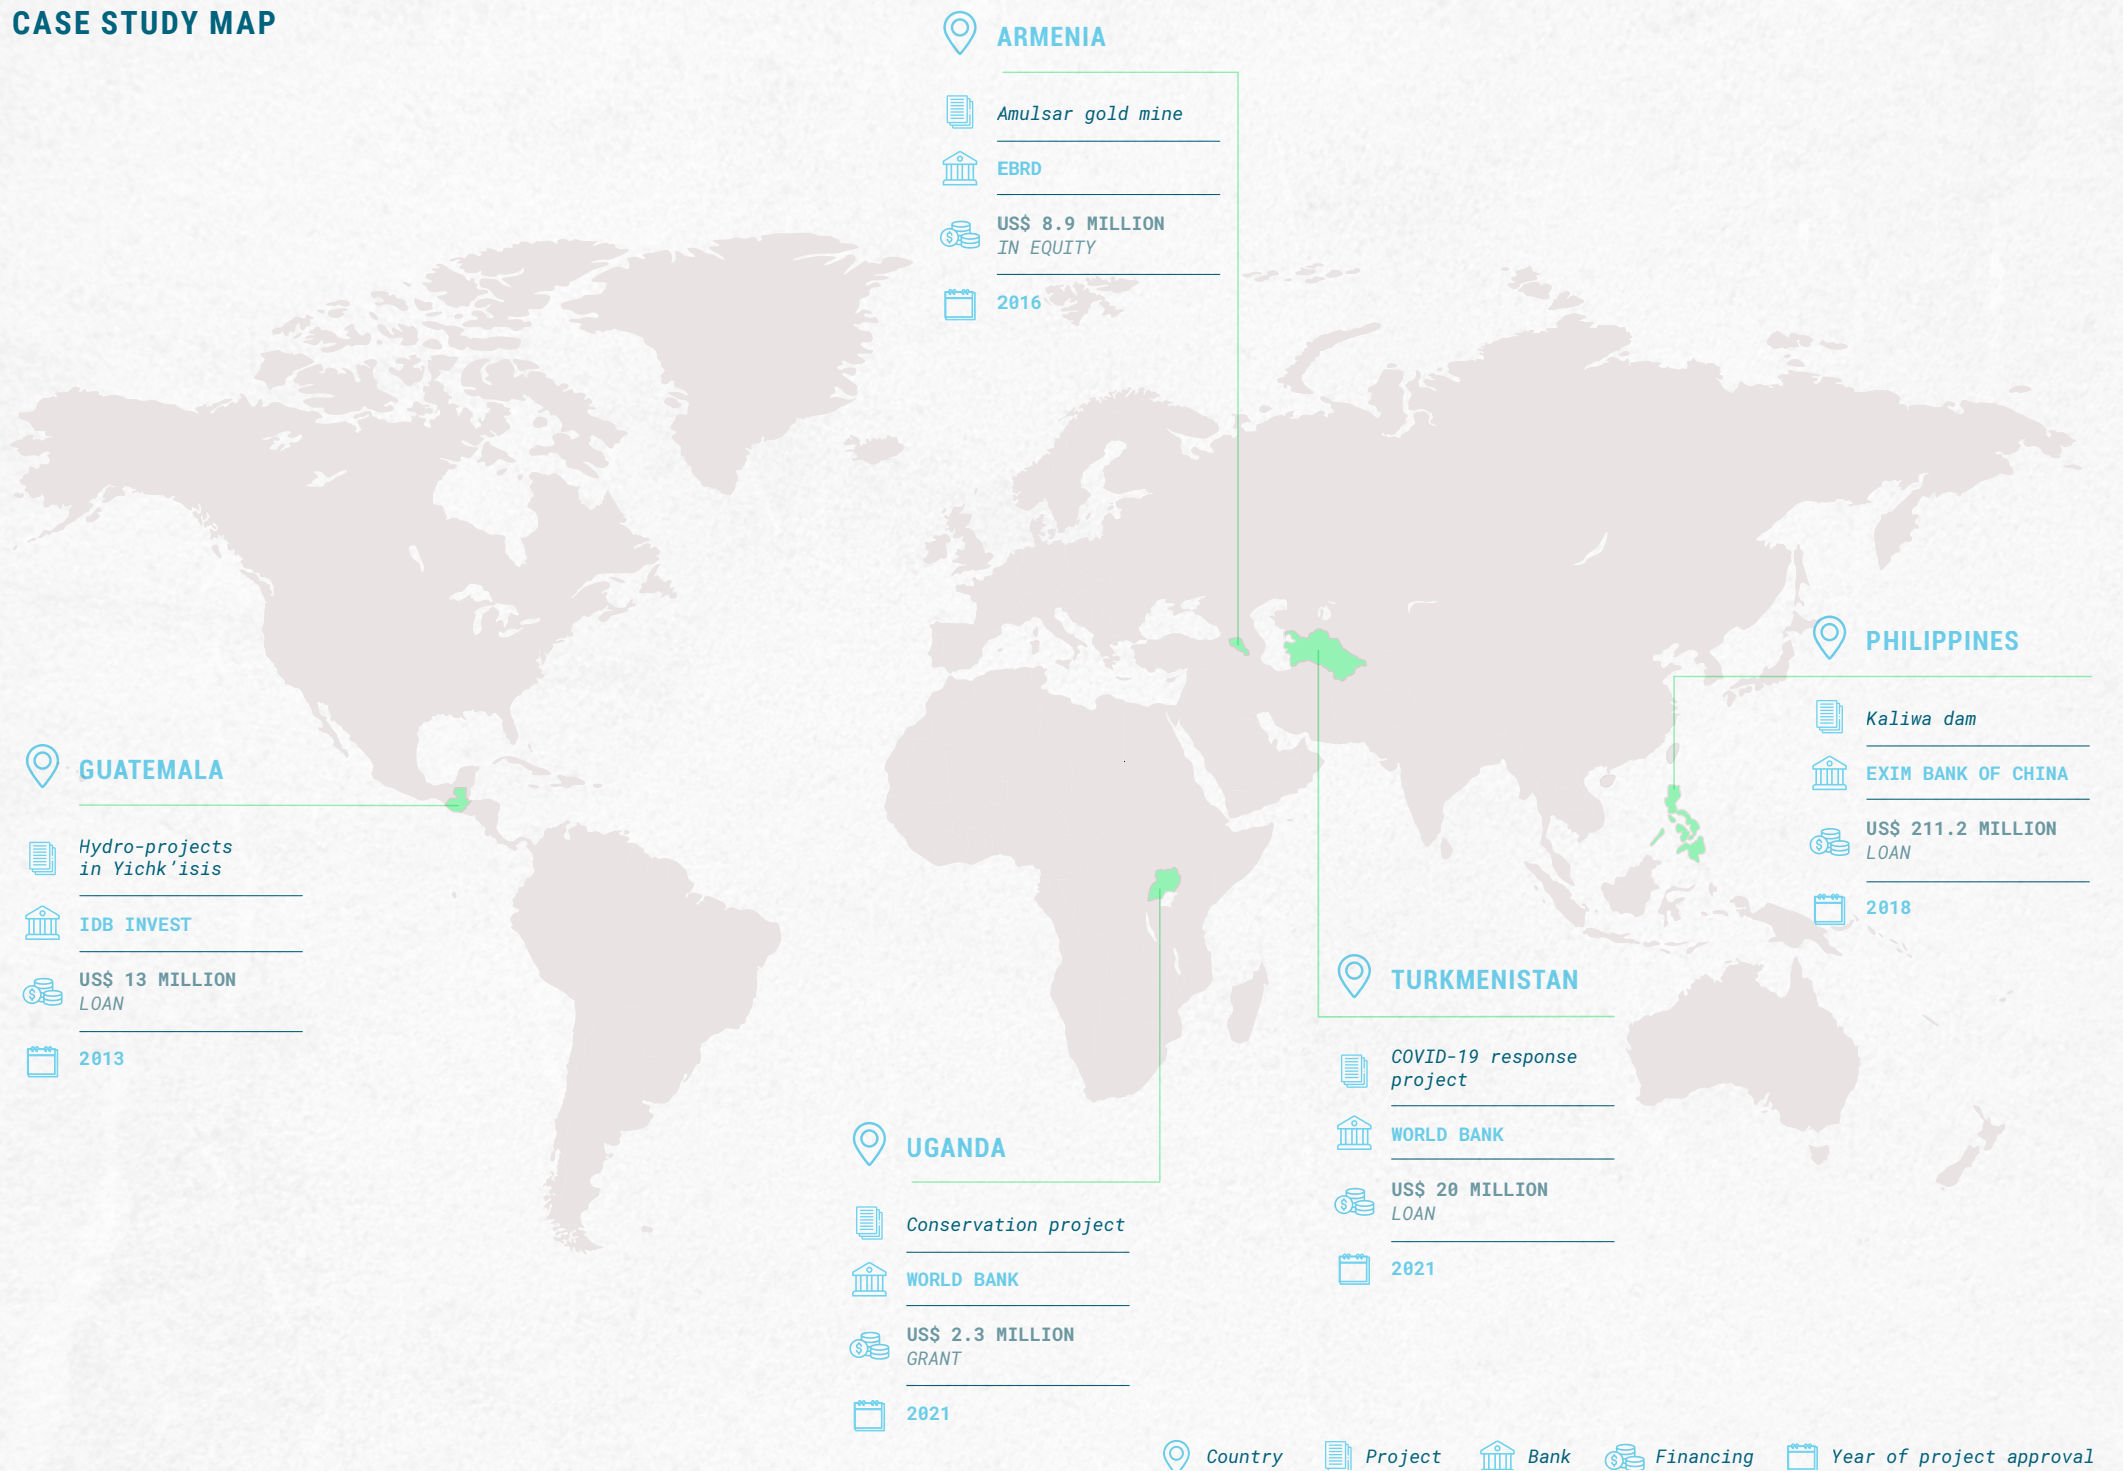 CASE STUDY MAP
ARMENIA
Amulsar gold mine
EBRD
US$ 8.9 MILLION
IN EQUITY
2016
PHILIPPINES
Kaliwa dam
EXIM BANK OF CHINA
US$ 211.2 MILLION
LOAN
2018
GUATEMALA
Hydro-projects
in Yichk’isis
IDB INVEST
US$ 13 MILLION
LOAN
2013
TURKMENISTAN
COVID-19 response
project
WORLD BANK
US$ 20 MILLION
LOAN
2021
UGANDA
Conservation project
WORLD BANK
US$ 2.3 MILLION
GRANT
2021
Country Project Bank Financing Year of project approval